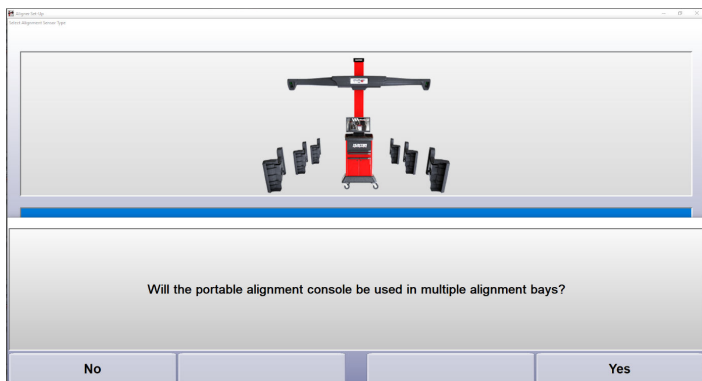 Aligner Set-Up
Select Alignment Sensor Type
Will the portable alignment console be used in multiple alignment bays?
No
Yes